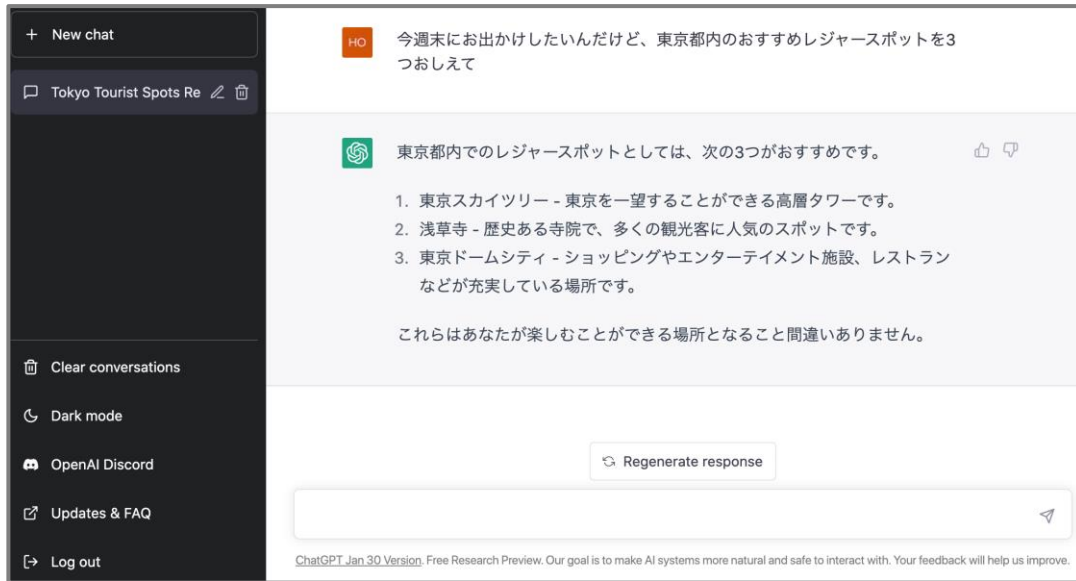 New chat
Tokyo Tourist Spots Re
Clear conversations
Dark mode
OpenAI Discord
Updates & FAQ
Log out
HO
今週末にお出かけしたいんだけど、東京都内のおすすめレジャースポットを3
つおしえて
東京都内でのレジャースポットとしては、次の3つがおすすめです。
1. 東京スカイツリー - 東京を一望することができる高層タワーです。
2. 浅草寺 - 歴史ある寺院で、多くの観光客に人気のスポットです。
3. 東京ドームシティ - ショッピングやエンターテイメント施設、レストラン
などが充実している場所です。
これらはあなたが楽しむことができる場所となること間違いありません。
Regenerate response
ChatGPT Jan 30 Version. Free Research Preview. Our goal is to make AI systems more natural and safe to interact with. Your feedback will help us improve.